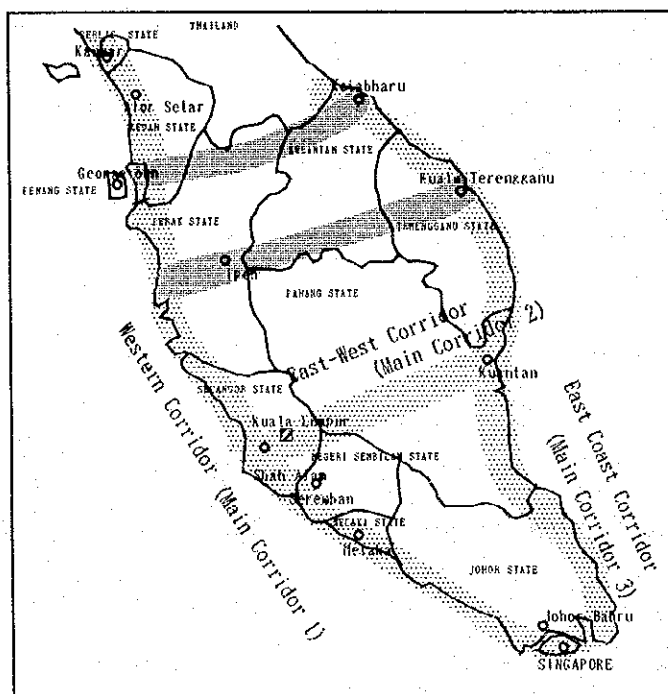 THAILAND
PERLIS STATE
Kangar
Alor Setar
KEDAH STATE
Kotabharu
KELANTAN STATE
Georgetown
PENANG STATE
Kuala Terengganu
PERAK STATE
TEMENGGANO STATE
Ipoh
PAHANG STATE
East-West Corridor
(Main Corridor 2)
Kuantan
Western Corridor (Main Corridor 1)
SELANGOR STATE
Kuala Lumpur
East Coast Corridor
(Main Corridor 3)
NEGERI SEMBILAN STATE
Shah Alam
Seremban
MELAKA STATE
Melaka
JOHOR STATE
Johor Bahru
SINGAPORE